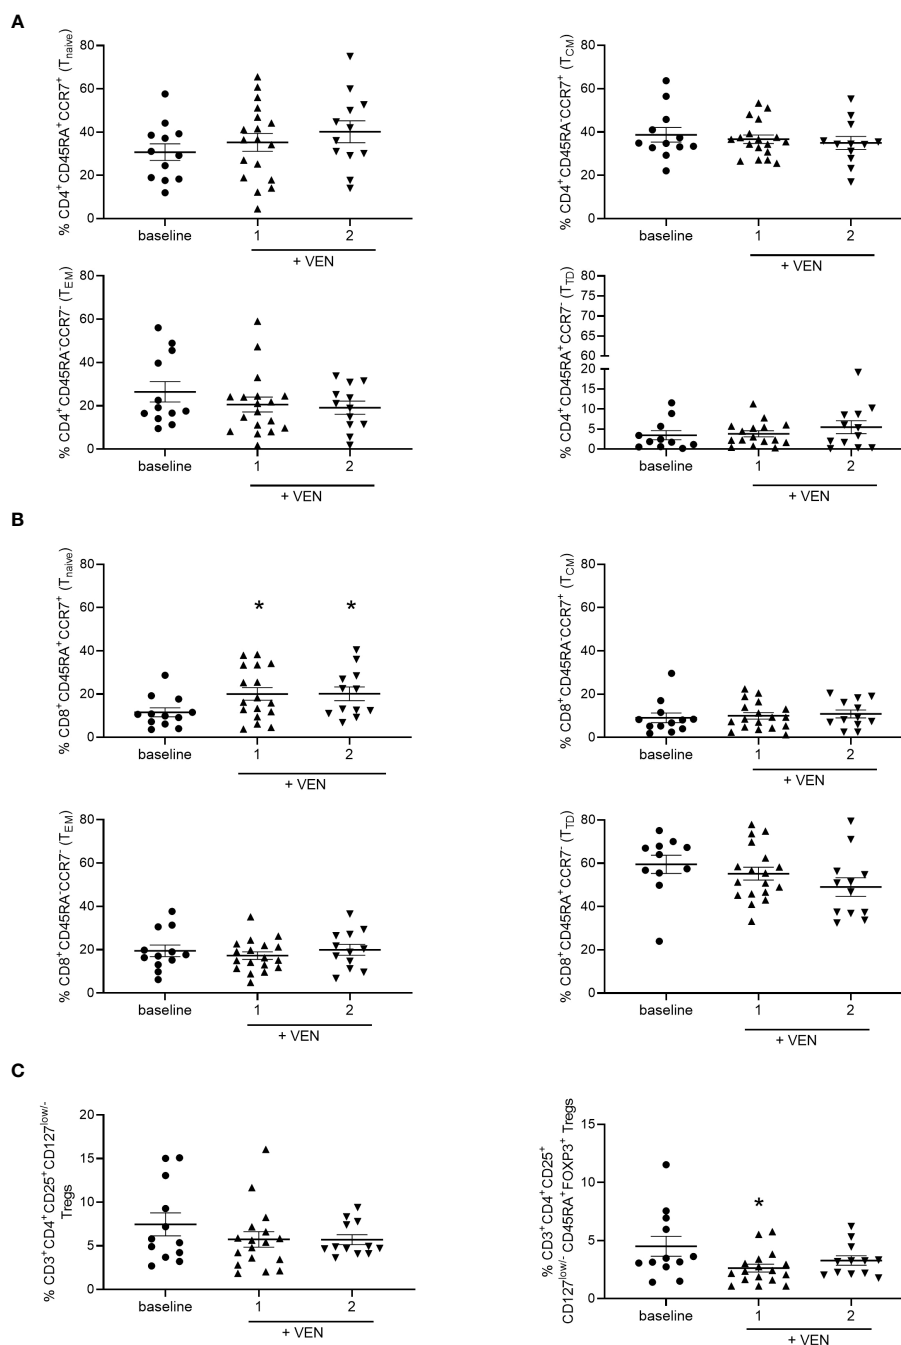 A
% CD4⁺CD45RA⁺CCR7⁺ (Tnaive)
80
60
40
20
0
baseline
1
2
+ VEN
% CD4⁺CD45RA⁻CCR7⁺ (TCM)
80
60
40
20
0
baseline
1
2
+ VEN
% CD4⁺CD45RA⁻CCR7⁻ (TEM)
80
60
40
20
0
baseline
1
2
+ VEN
% CD4⁺CD45RA⁺CCR7⁻ (TTD)
80
75
70
65
60
20
15
10
5
0
baseline
1
2
+ VEN
B
% CD8⁺CD45RA⁺CCR7⁺ (Tnaive)
80
60
40
20
0
* *
baseline
1
2
+ VEN
% CD8⁺CD45RA⁻CCR7⁺ (TCM)
80
60
40
20
0
baseline
1
2
+ VEN
% CD8⁺CD45RA⁻CCR7⁻ (TEM)
80
60
40
20
0
baseline
1
2
+ VEN
% CD8⁺CD45RA⁺CCR7⁻ (TTD)
80
60
40
20
0
baseline
1
2
+ VEN
C
% CD3⁺CD4⁺CD25⁺CD127low/-
Tregs
20
15
10
5
0
baseline
1
2
+ VEN
% CD3⁺CD4⁺CD25⁺
CD127low/- CD45RA⁺FOXP3⁺ Tregs
15
10
5
0
*
baseline
1
2
+ VEN